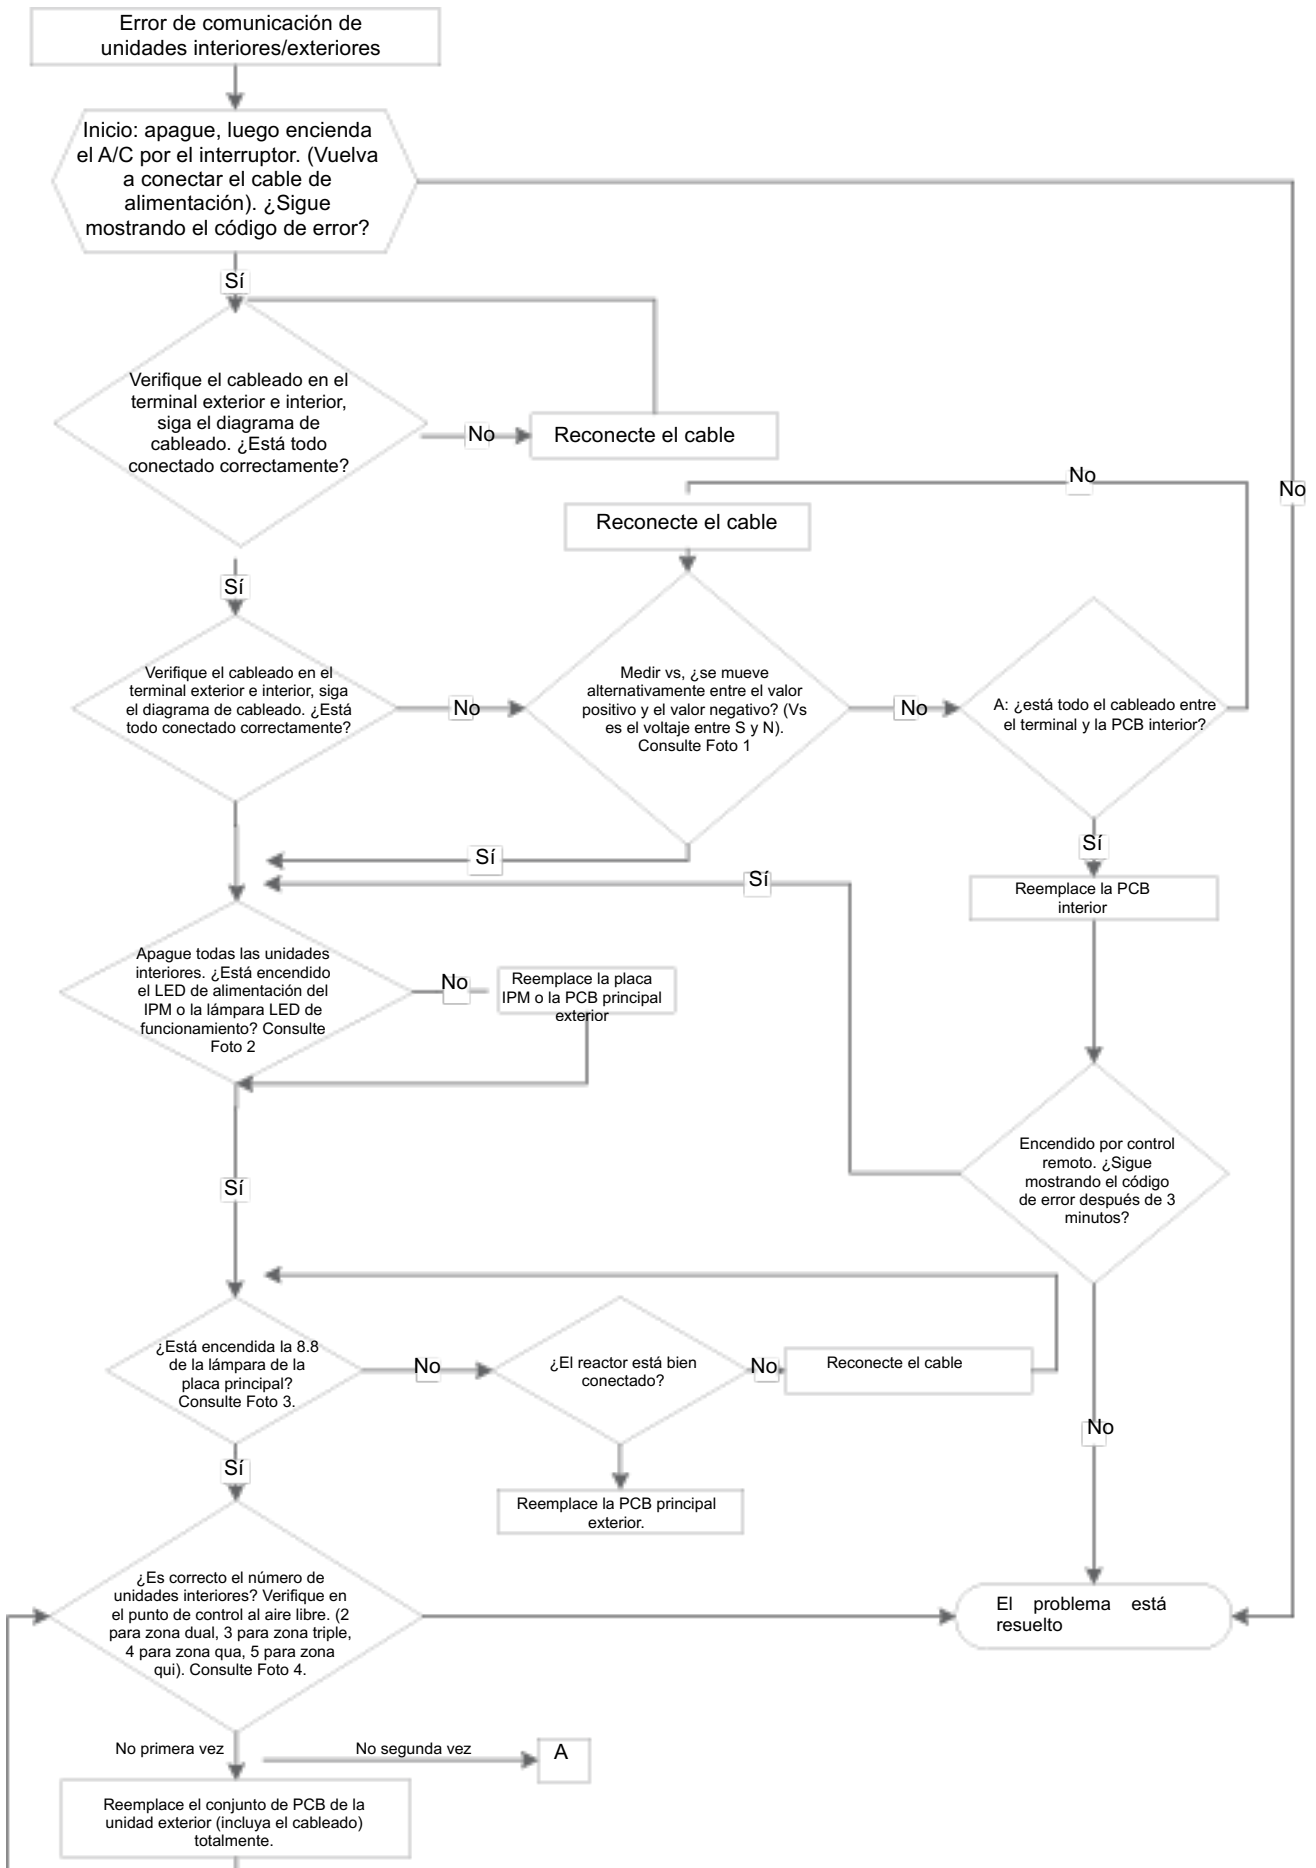 Error de comunicación de
unidades interiores/exteriores
Inicio: apague, luego encienda
el A/C por el interruptor. (Vuelva
a conectar el cable de
alimentación). ¿Sigue
mostrando el código de error?
Sí
Verifique el cableado en el
terminal exterior e interior,
siga el diagrama de
cableado. ¿Está todo
conectado correctamente?
No
Reconecte el cable
No
No
Reconecte el cable
Sí
Verifique el cableado en el
terminal exterior e interior, siga
el diagrama de cableado. ¿Está
todo conectado correctamente?
No
Medir vs, ¿se mueve
alternativamente entre el valor
positivo y el valor negativo? (Vs
es el voltaje entre S y N).
Consulte Foto 1
No
A: ¿está todo el cableado entre
el terminal y la PCB interior?
Sí
Sí
Sí
Reemplace la PCB
interior
Apague todas las unidades
interiores. ¿Está encendido
el LED de alimentación del
IPM o la lámpara LED de
funcionamiento? Consulte
Foto 2
No
Reemplace la placa
IPM o la PCB principal
exterior
Sí
Encendido por control
remoto. ¿Sigue
mostrando el código
de error después de 3
minutos?
¿Está encendida la 8.8
de la lámpara de la
placa principal?
Consulte Foto 3.
No
¿El reactor está bien
conectado?
No
Reconecte el cable
No
Sí
Reemplace la PCB principal
exterior.
¿Es correcto el número de
unidades interiores? Verifique en
el punto de control al aire libre. (2
para zona dual, 3 para zona triple,
4 para zona qua, 5 para zona
qui). Consulte Foto 4.
El problema está
resuelto
No primera vez
No segunda vez
A
Reemplace el conjunto de PCB de la
unidad exterior (incluya el cableado)
totalmente.